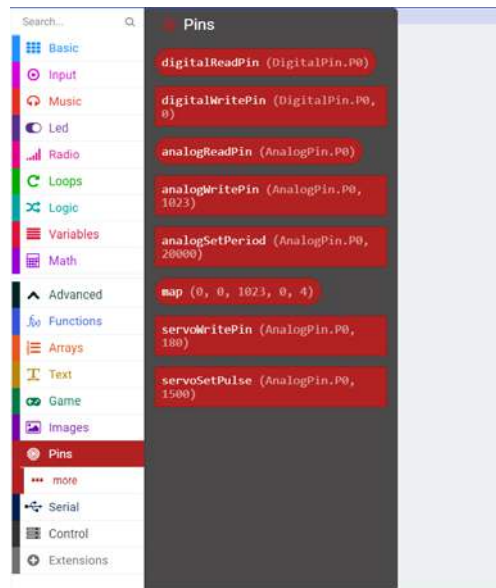 Search...
Basic
Input
Music
Led
Radio
Loops
Logic
Variables
Math
Advanced
Functions
Arrays
Text
Game
Images
Pins
more
Serial
Control
Extensions
Pins
digitalReadPin (DigitalPin.P0)
digitalWritePin (DigitalPin.P0,
0)
analogReadPin (AnalogPin.P0)
analogWritePin (AnalogPin.P0,
1023)
analogSetPeriod (AnalogPin.P0,
20000)
map (0, 0, 1023, 0, 4)
servoWritePin (AnalogPin.P0,
180)
servoSetPulse (AnalogPin.P0,
1500)